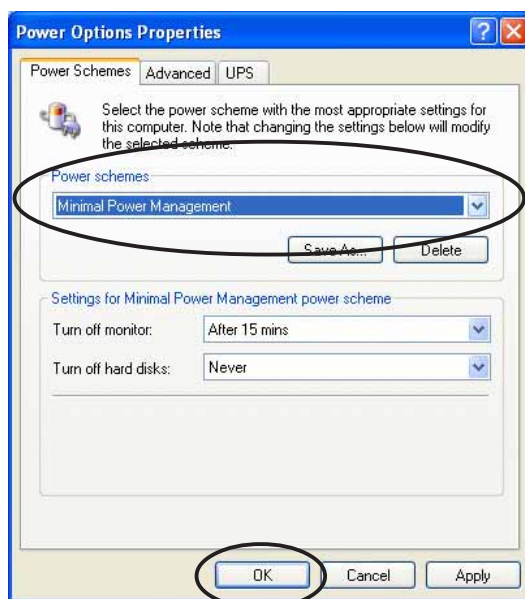 Power Options Properties
Power Schemes Advanced UPS
Select the power scheme with the most appropriate settings for
this computer. Note that changing the settings below will modify
the selected scheme.
Power schemes
Minimal Power Management
Save As... Delete
Settings for Minimal Power Management power scheme
Turn off monitor: After 15 mins
Turn off hard disks: Never
OK Cancel Apply